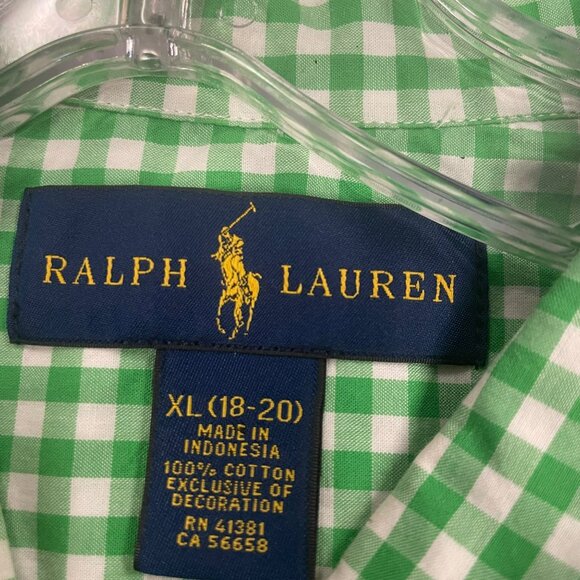 RALPH LAUREN
XL (18-20)
MADE IN
INDONESIA
100% COTTON
EXCLUSIVE OF
DECORATION
RN 41381
CA 56658